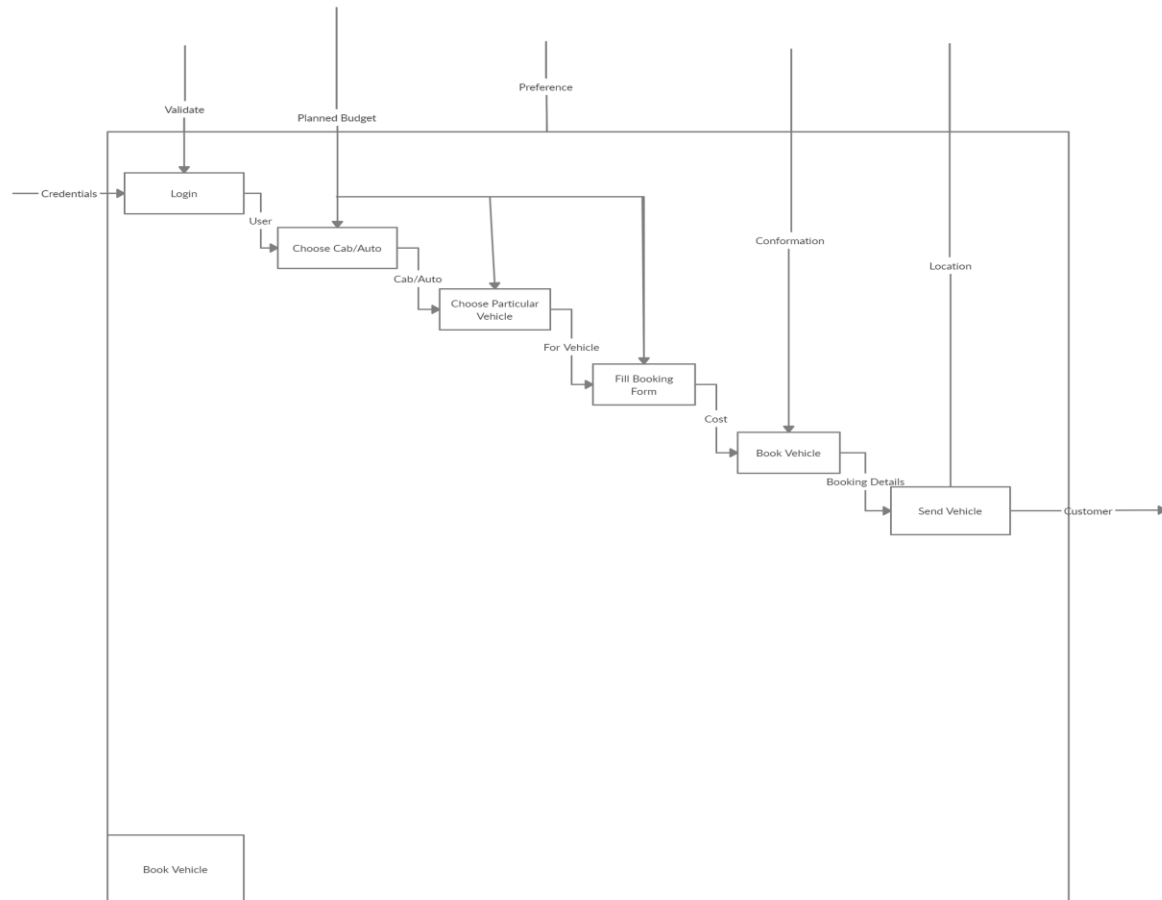 Preference
Validate
Planned Budget
Credentials
Login
User
Choose Cab/Auto
Conformation
Location
Cab/Auto
Choose Particular
Vehicle
For Vehicle
Fill Booking
Form
Cost
Book Vehicle
Booking Details
Send Vehicle
Customer
Book Vehicle